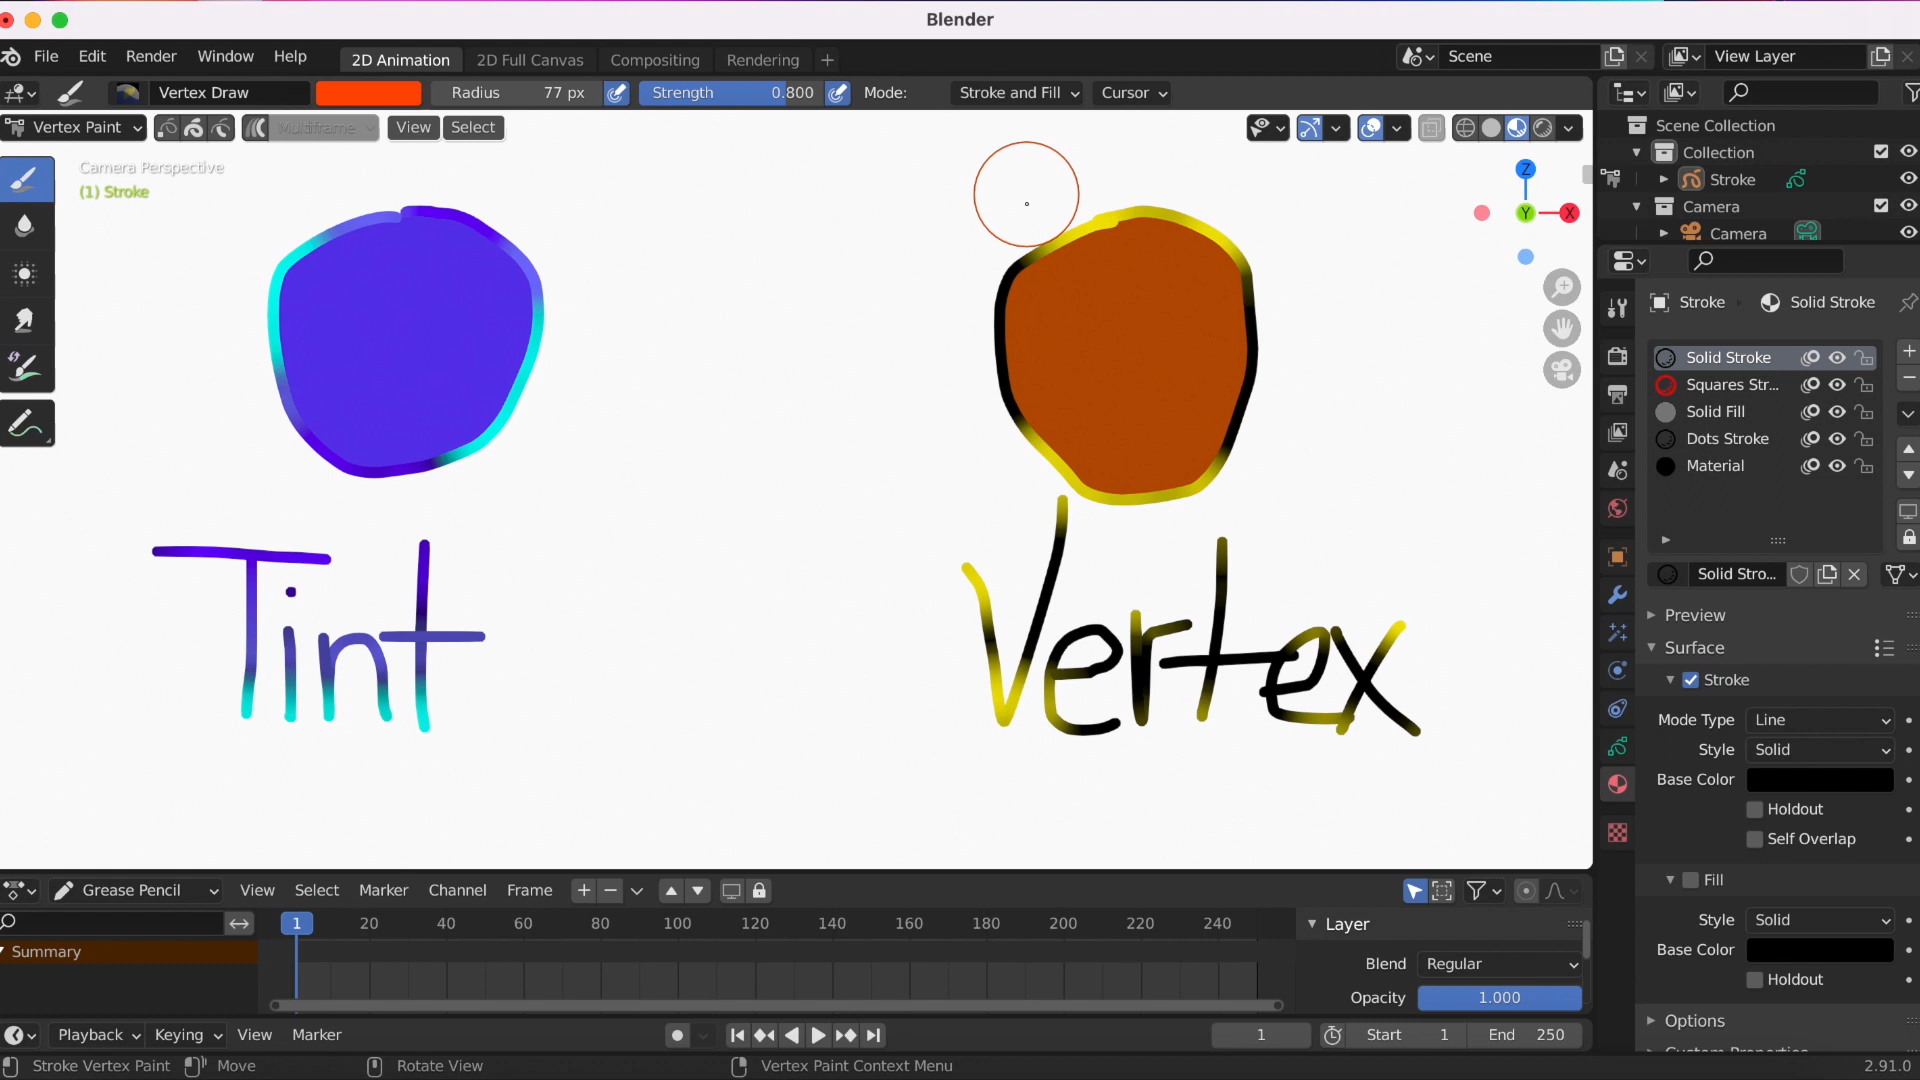 Blender
File Edit Render Window Help 2D Animation 2D Full Canvas Compositing Rendering + Scene View Layer
Vertex Draw Radius 77 px Strength 0.800 Mode: Stroke and Fill Cursor
Vertex Paint Multiframe View Select
Camera Perspective
(1) Stroke
Z
Y X
Tint
Vertex
Scene Collection
Collection
Stroke
Camera
Camera
Stroke Solid Stroke
Solid Stroke
Squares Str...
Solid Fill
Dots Stroke
Material
Solid Stro...
Preview
Surface
Stroke
Mode Type Line
Style Solid
Base Color
Holdout
Self Overlap
Fill
Style Solid
Base Color
Holdout
Options
Custom Properties
Grease Pencil View Select Marker Channel Frame
1 20 40 60 80 100 120 140 160 180 200 220 240
Summary
Layer
Blend Regular
Opacity 1.000
Playback Keying View Marker 1 Start 1 End 250
Stroke Vertex Paint Move Rotate View Vertex Paint Context Menu 2.91.0